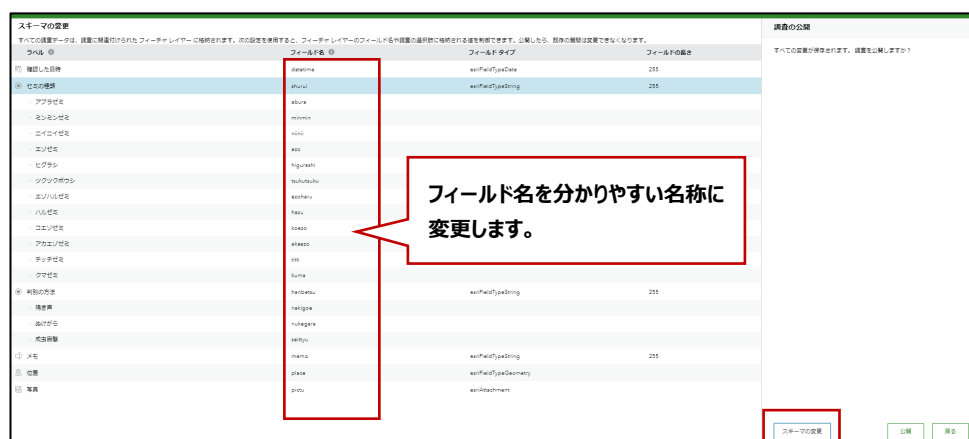 スキーマの変更
すべての調査データは、調査に関連付けられた フィーチャ レイヤー に格納されます。次の設定を使用すると、フィーチャ レイヤーのフィールド名や調査の選択肢に格納される値を制御できます。公開したら、既存の質問は変更できなくなります。
ラベル フィールド名 フィールド タイプ フィールドの長さ
確認した日時 datetime esriFieldTypeDate 255
セミの種類 shurui esriFieldTypeString 255
アブラゼミ abura
ミンミンゼミ minmin
ニイニイゼミ niinii
エゾゼミ ezo
ヒグラシ higurashi
ツクツクボウシ tsukutsuku
エゾハルゼミ ezoharu
ハルゼミ haru
コエゾゼミ koezo
アカエゾゼミ akaezo
チッチゼミ titi
クマゼミ kuma
判別の方法 hanbetsu esriFieldTypeString 255
鳴き声 nakigoe
ぬけがら nukegara
成虫目撃
メモ memo esriFieldTypeString 255
位置 place esriFieldTypeGeometry
写真 pictu esriAttachment
フィールド名を分かりやすい名称に
変更します。
調査の公開
すべての変更が保存されます。 調査を公開しますか?
スキーマの変更 公開 戻る